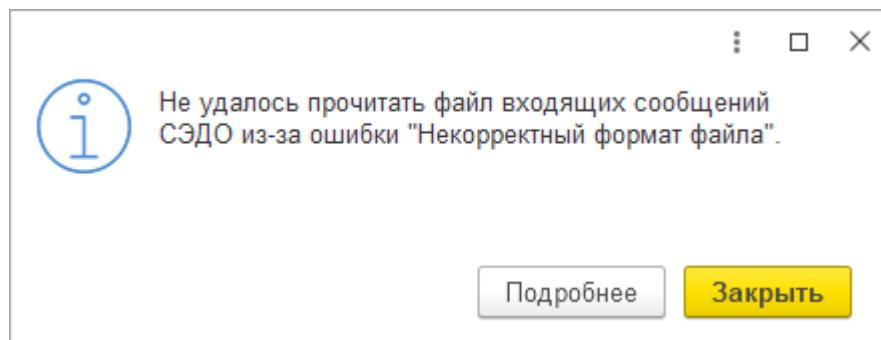 Не удалось прочитать файл входящих сообщений
СЭДО из-за ошибки "Некорректный формат файла".
Подробнее
Закрыть